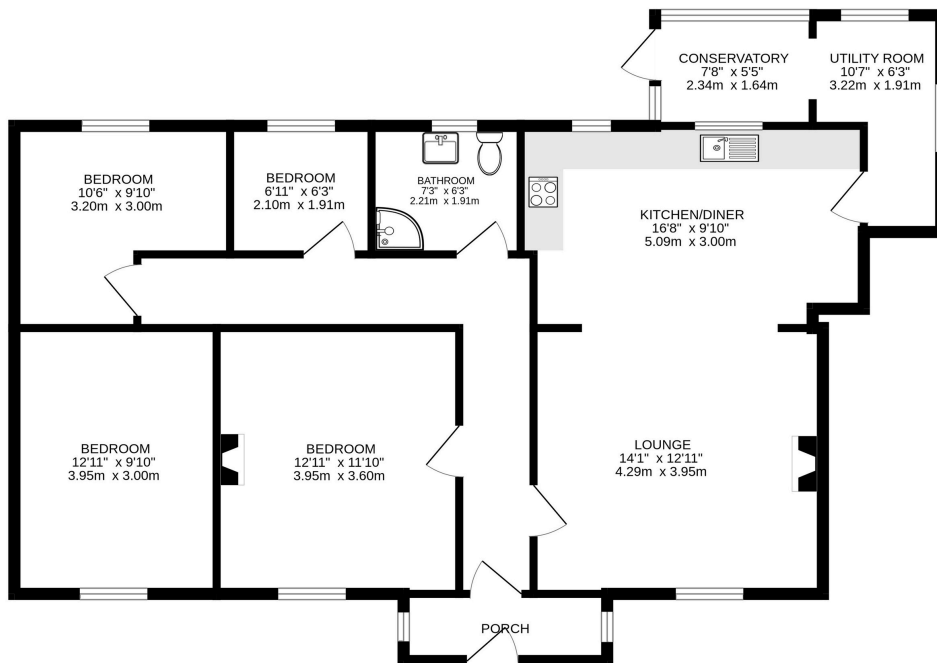 CONSERVATORY
7'8" x 5'5"
2.34m x 1.64m
UTILITY ROOM
10'7" x 6'3"
3.22m x 1.91m
BEDROOM
10'6" x 9'10"
3.20m x 3.00m
BEDROOM
6'11" x 6'3"
2.10m x 1.91m
BATHROOM
7'3" x 6'3"
2.21m x 1.91m
KITCHEN/DINER
16'8" x 9'10"
5.09m x 3.00m
BEDROOM
12'11" x 9'10"
3.95m x 3.00m
BEDROOM
12'11" x 11'10"
3.95m x 3.60m
LOUNGE
14'1" x 12'11"
4.29m x 3.95m
PORCH